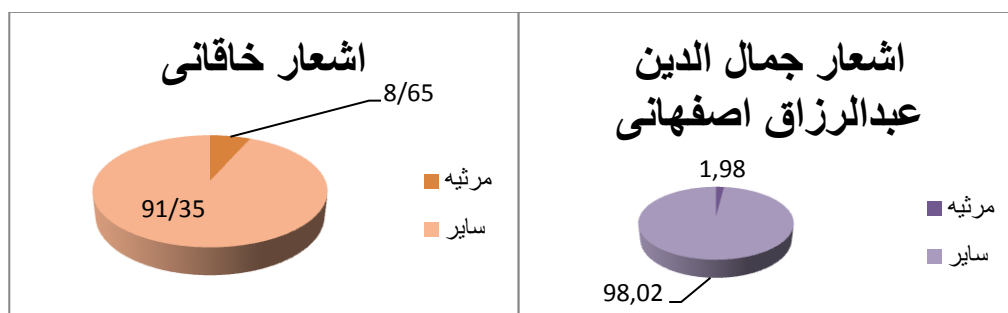 اشعار جمال الدین
عبدالرزاق اصفهانی
1,98
مرثیه
سایر
98,02
اشعار خاقانی
8/65
مرثیه
سایر
91/35